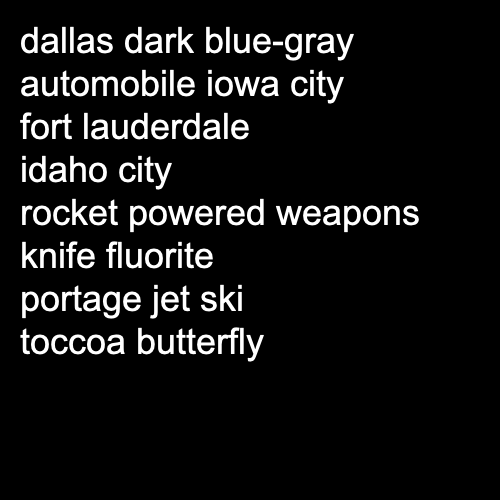 dallas dark blue-gray
automobile iowa city
fort lauderdale
idaho city
rocket powered weapons
knife fluorite
portage jet ski
toccoa butterfly